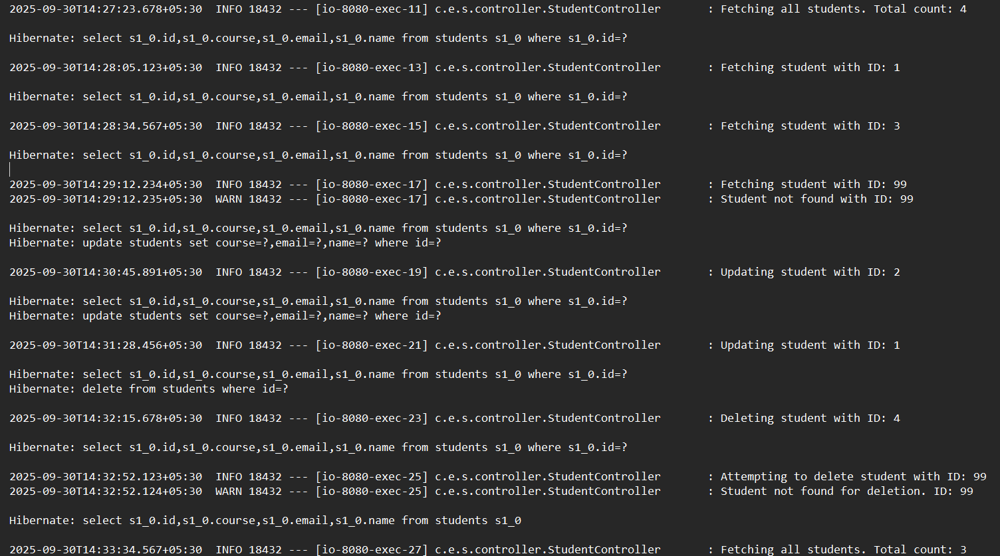 2025-09-30T14:27:23.678+05:30  INFO 18432 --- [io-8080-exec-11] c.e.s.controller.StudentController       : Fetching all students. Total count: 4
Hibernate: select s1_0.id,s1_0.course,s1_0.email,s1_0.name from students s1_0 where s1_0.id=?
2025-09-30T14:28:05.123+05:30  INFO 18432 --- [io-8080-exec-13] c.e.s.controller.StudentController       : Fetching student with ID: 1
Hibernate: select s1_0.id,s1_0.course,s1_0.email,s1_0.name from students s1_0 where s1_0.id=?
2025-09-30T14:28:34.567+05:30  INFO 18432 --- [io-8080-exec-15] c.e.s.controller.StudentController       : Fetching student with ID: 3
Hibernate: select s1_0.id,s1_0.course,s1_0.email,s1_0.name from students s1_0 where s1_0.id=?
2025-09-30T14:29:12.234+05:30  INFO 18432 --- [io-8080-exec-17] c.e.s.controller.StudentController       : Fetching student with ID: 99
2025-09-30T14:29:12.235+05:30  WARN 18432 --- [io-8080-exec-17] c.e.s.controller.StudentController       : Student not found with ID: 99
Hibernate: select s1_0.id,s1_0.course,s1_0.email,s1_0.name from students s1_0 where s1_0.id=?
Hibernate: update students set course=?,email=?,name=? where id=?
2025-09-30T14:30:45.891+05:30  INFO 18432 --- [io-8080-exec-19] c.e.s.controller.StudentController       : Updating student with ID: 2
Hibernate: select s1_0.id,s1_0.course,s1_0.email,s1_0.name from students s1_0 where s1_0.id=?
Hibernate: update students set course=?,email=?,name=? where id=?
2025-09-30T14:31:28.456+05:30  INFO 18432 --- [io-8080-exec-21] c.e.s.controller.StudentController       : Updating student with ID: 1
Hibernate: select s1_0.id,s1_0.course,s1_0.email,s1_0.name from students s1_0 where s1_0.id=?
Hibernate: delete from students where id=?
2025-09-30T14:32:15.678+05:30  INFO 18432 --- [io-8080-exec-23] c.e.s.controller.StudentController       : Deleting student with ID: 4
Hibernate: select s1_0.id,s1_0.course,s1_0.email,s1_0.name from students s1_0 where s1_0.id=?
2025-09-30T14:32:52.123+05:30  INFO 18432 --- [io-8080-exec-25] c.e.s.controller.StudentController       : Attempting to delete student with ID: 99
2025-09-30T14:32:52.124+05:30  WARN 18432 --- [io-8080-exec-25] c.e.s.controller.StudentController       : Student not found for deletion. ID: 99
Hibernate: select s1_0.id,s1_0.course,s1_0.email,s1_0.name from students s1_0
2025-09-30T14:33:34.567+05:30  INFO 18432 --- [io-8080-exec-27] c.e.s.controller.StudentController       : Fetching all students. Total count: 3